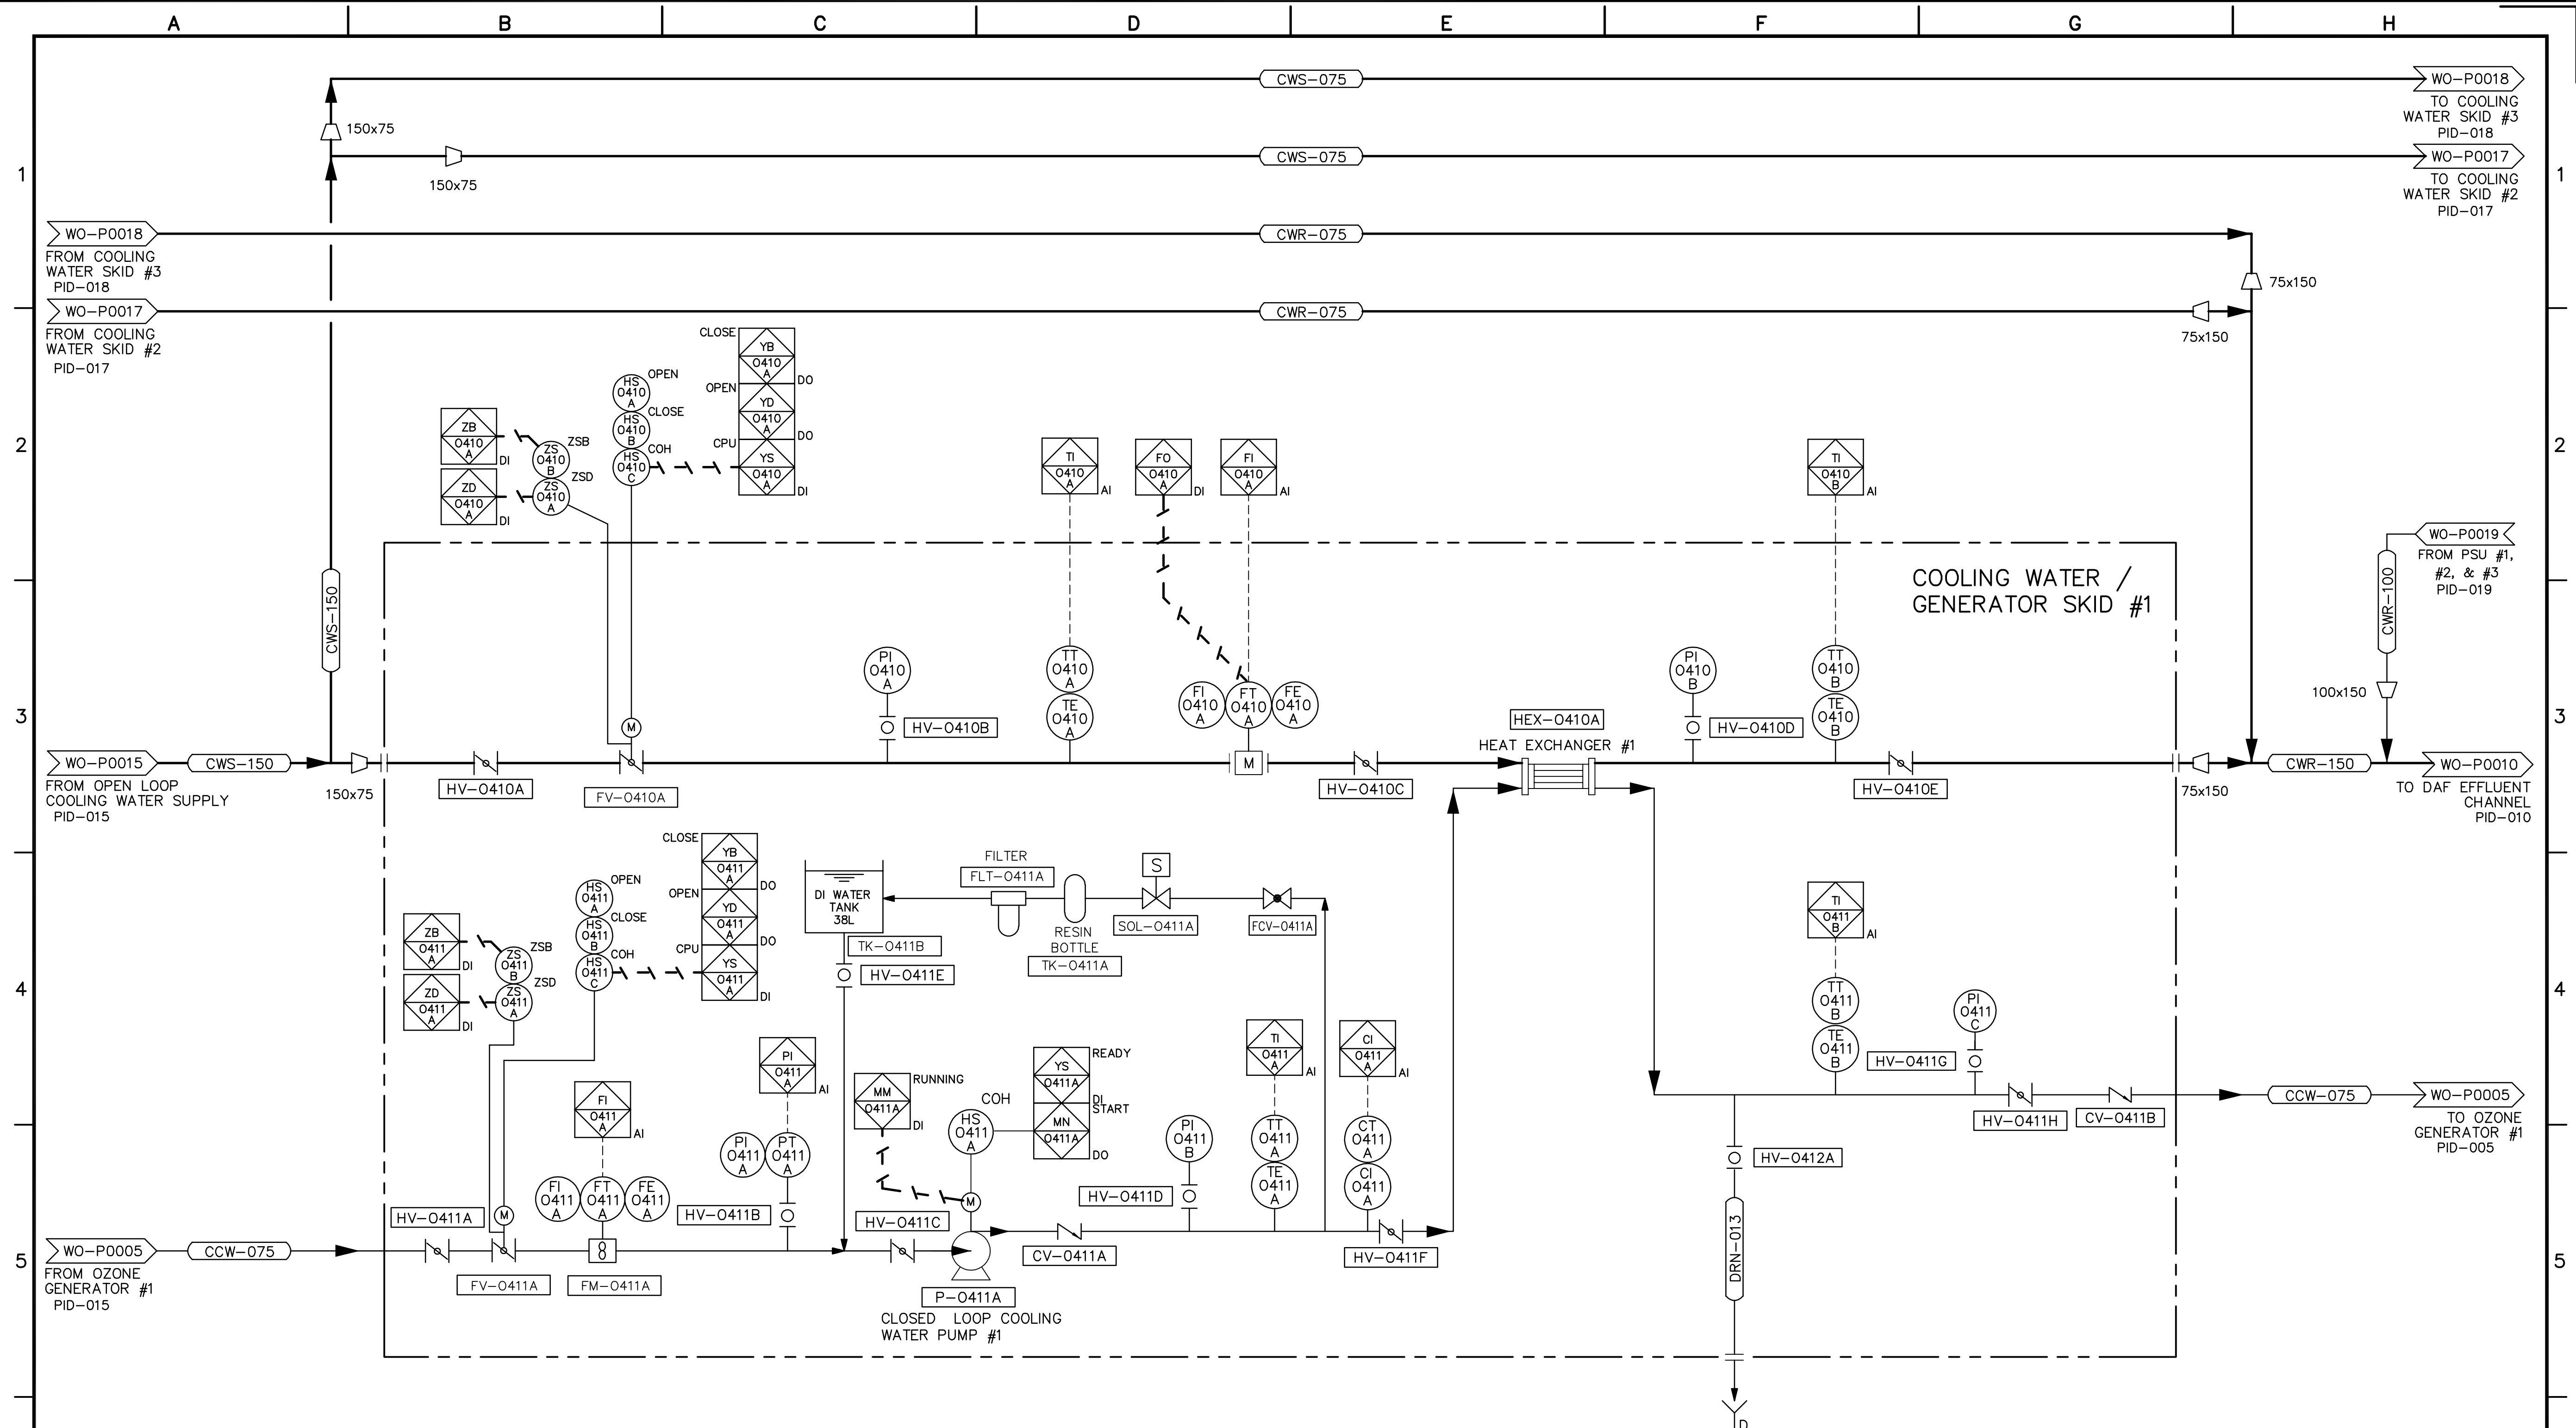 A B C D E F G H
CWS-075
WO-P0018
TO COOLING
WATER SKID #3
PID-018
150x75
CWS-075
WO-P0017
150x75
TO COOLING
WATER SKID #2
PID-017
1
1
WO-P0018
CWR-075
FROM COOLING
WATER SKID #3
PID-018
75x150
WO-P0017
CWR-075
FROM COOLING
WATER SKID #2
PID-017
75x150
CLOSE
YB
0410
A
DO
OPEN
YD
0410
A
DO
CPU
YS
0410
A
DI
HS
0410
A
OPEN
HS
0410
B
CLOSE
HS
0410
C
COH
2
2
ZB
0410
A
DI
ZS
0410
B
ZSB
ZD
0410
A
DI
ZS
0410
A
ZSD
TI
0410
A
AI
FO
0410
A
DI
FI
0410
A
AI
TI
0410
B
AI
WO-P0019
FROM PSU #1,
#2, & #3
PID-019
COOLING WATER /
GENERATOR SKID #1
CWS-150
CWR-100
100x150
3
3
PI
0410
A
HV-0410B
TT
0410
A
TE
0410
A
FI
0410
A
FT
0410
A
FE
0410
A
M
M
HEX-0410A
HEAT EXCHANGER #1
PI
0410
B
HV-0410D
TT
0410
B
TE
0410
B
WO-P0015
CWS-150
FROM OPEN LOOP
COOLING WATER SUPPLY
PID-015
150x75
HV-0410A
FV-0410A
HV-0410C
HV-0410E
75x150
CWR-150
WO-P0010
TO DAF EFFLUENT
CHANNEL
PID-010
CLOSE
YB
0411
A
DO
OPEN
YD
0411
A
DO
CPU
YS
0411
A
DI
HS
0411
A
OPEN
HS
0411
B
CLOSE
HS
0411
C
COH
ZB
0411
A
DI
ZS
0411
B
ZSB
ZD
0411
A
DI
ZS
0411
A
ZSD
DI WATER
TANK
38L
TK-0411B
HV-0411E
FILTER
FLT-0411A
RESIN
BOTTLE
TK-0411A
S
SOL-0411A
FCV-0411A
TI
0411
B
AI
4
4
TT
0411
B
TE
0411
B
PI
0411
C
HV-0411G
HV-0411H
CV-0411B
CCW-075
WO-P0005
TO OZONE
GENERATOR #1
PID-005
PI
0411
A
AI
MM
0411A
RUNNING
DI
COH
HS
0411
A
YS
0411A
READY
DI
START
MN
0411A
DO
TI
0411
A
AI
CI
0411
A
AI
FI
0411
A
AI
PI
0411
A
PT
0411
A
PI
0411
B
TT
0411
A
TE
0411
A
CT
0411
A
CI
0411
A
HV-0412A
FI
0411
A
FT
0411
A
FE
0411
A
HV-0411A
M
HV-0411B
HV-0411C
M
HV-0411D
DRN-013
5
5
WO-P0005
CCW-075
FROM OZONE
GENERATOR #1
PID-015
FV-0411A
8
FM-0411A
P-0411A
CLOSED LOOP COOLING
WATER PUMP #1
CV-0411A
HV-0411F
D